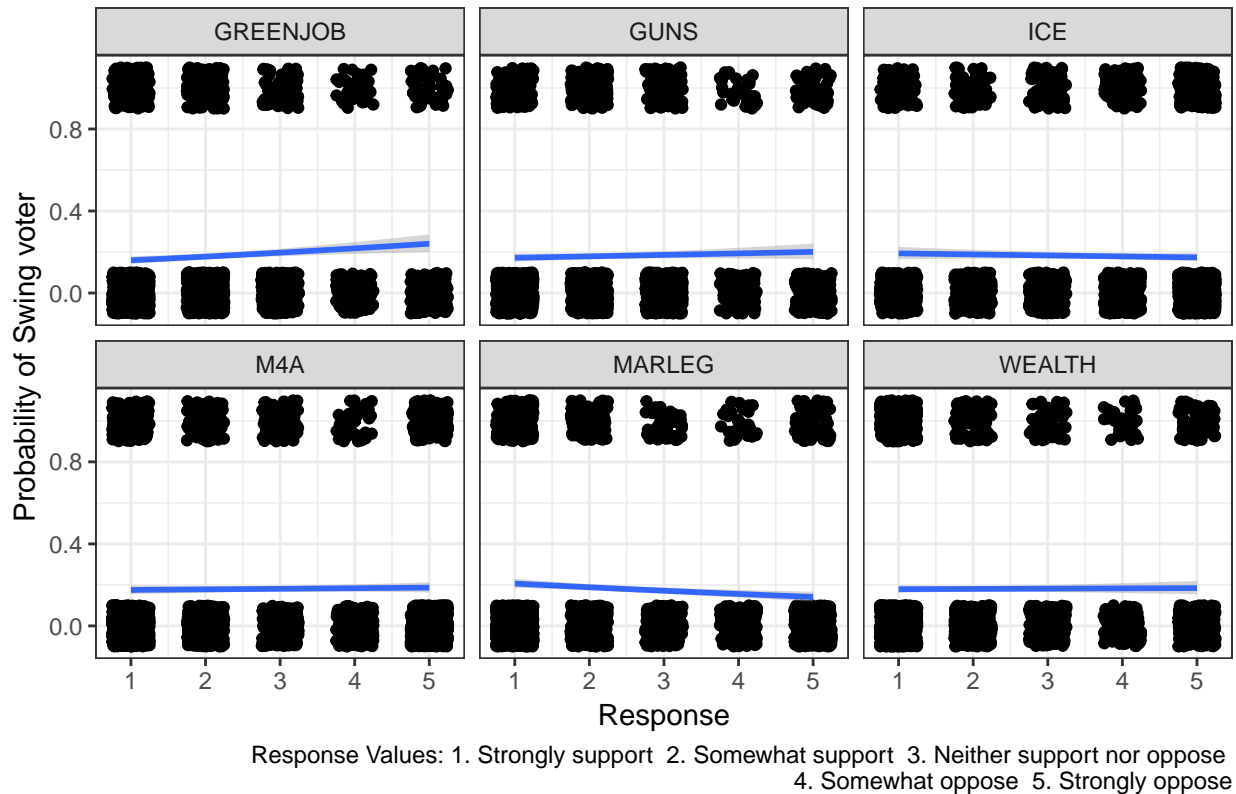 GREENJOB GUNS ICE
0.8
0.4
0.0
M4A MARLEG WEALTH
0.8
0.4
0.0
Probability of Swing voter
1 2 3 4 5 1 2 3 4 5 1 2 3 4 5
Response
Response Values: 1. Strongly support 2. Somewhat support 3. Neither support nor oppose
4. Somewhat oppose 5. Strongly oppose